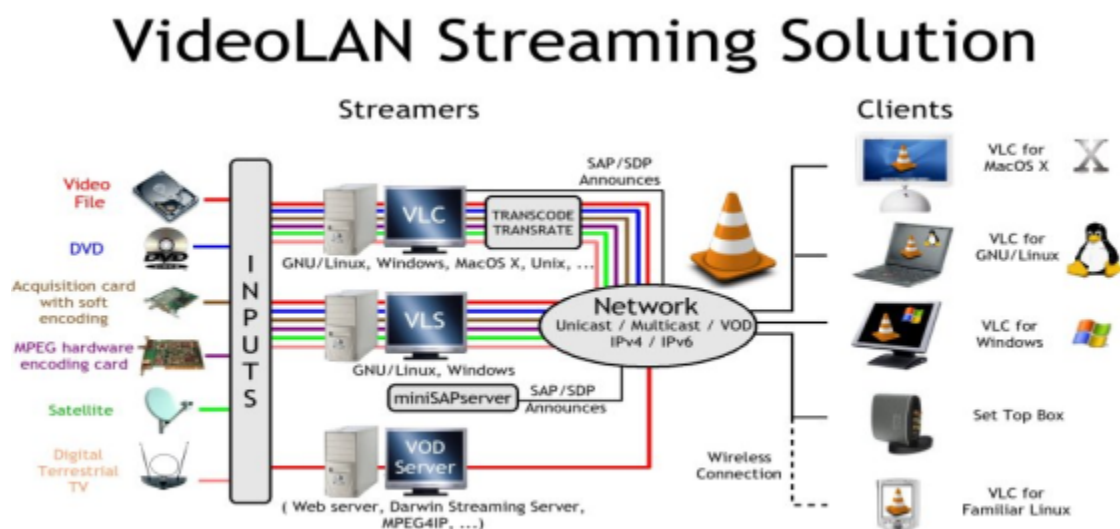 VideoLAN Streaming Solution
Streamers
Clients
Video
File
DVD
Acquisition card
with soft
encoding
MPEG hardware
encoding card
Satellite
Digital
Terrestrial
TV
DVD
INPUTS
VLC
GNU/Linux, Windows, MacOS X, Unix, ...
TRANSCODE
TRANSRATE
SAP/SDP
Announces
VLS
GNU/Linux, Windows
miniSAPserver
SAP/SDP
Announces
VOD
Server
( Web server, Darwin Streaming Server,
MPEG4IP, ...)
Network
Unicast / Multicast / VOD
IPv4 / IPv6
Wireless
Connection
VLC for
MacOS X
X
VLC for
GNU/Linux
VLC for
Windows
Set Top Box
VLC for
Familiar Linux